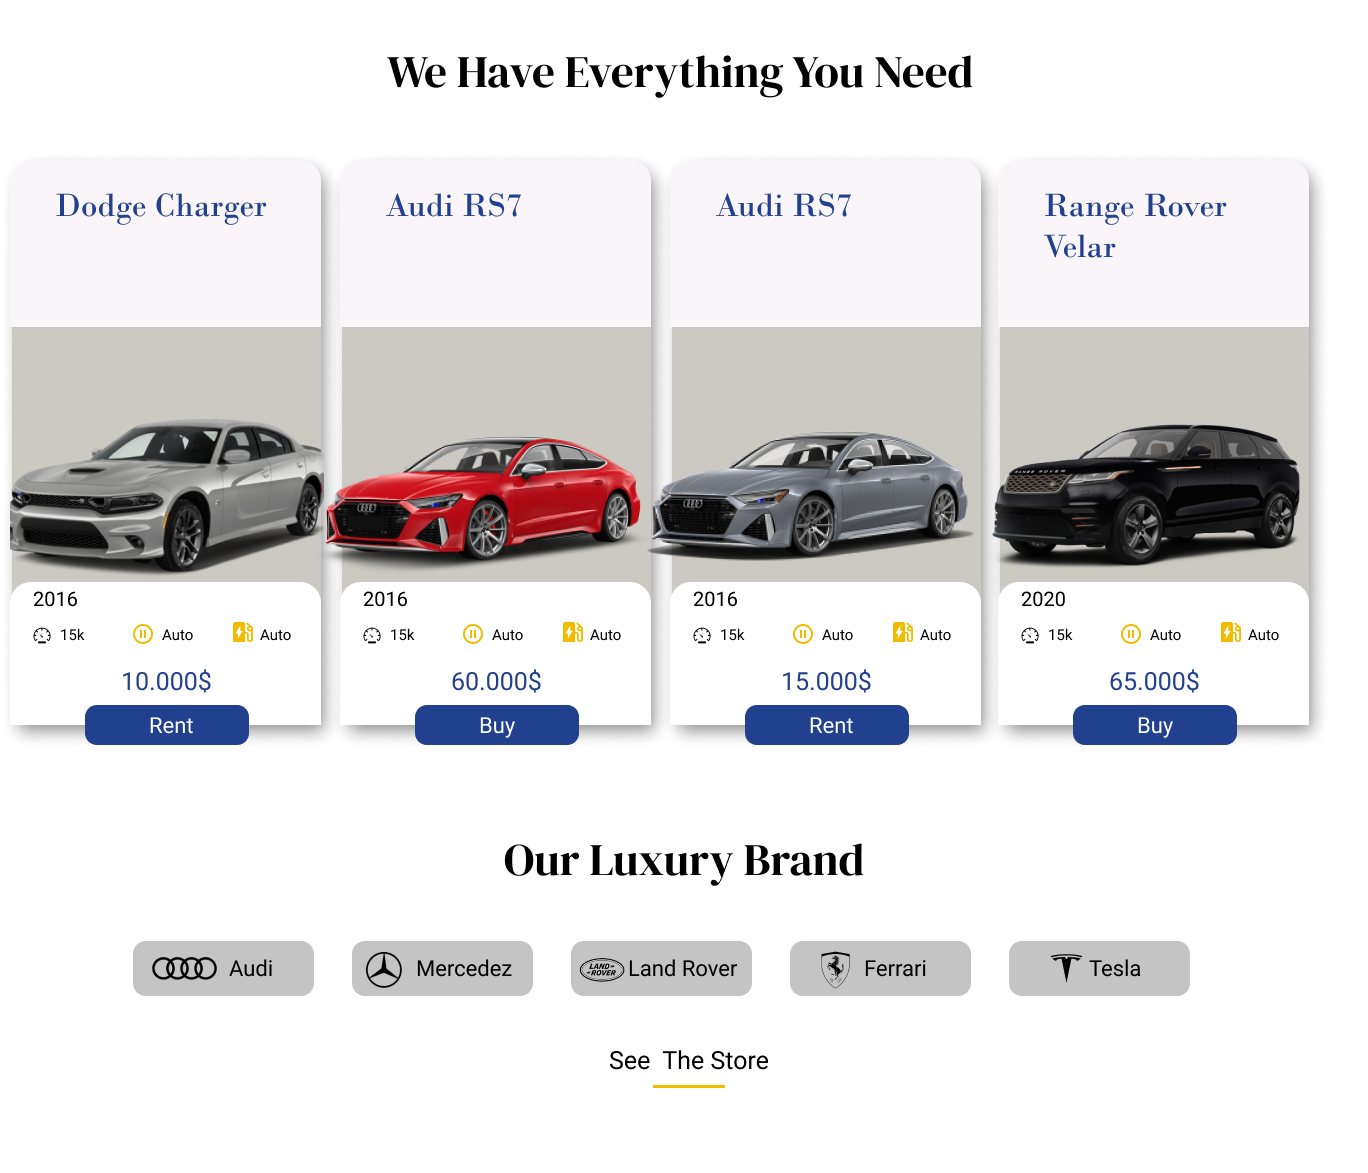 We Have Everything You Need
Dodge Charger
Audi RS7
Audi RS7
Range Rover
Velar
RANGE ROVER
2016
2016
2016
2020
15k Auto Auto
15k Auto Auto
15k Auto Auto
15k Auto Auto
10.000$
60.000$
15.000$
65.000$
Rent
Buy
Rent
Buy
Our Luxury Brand
Audi
Mercedez
LAND-
-ROVER
Land Rover
Ferrari
Tesla
See The Store